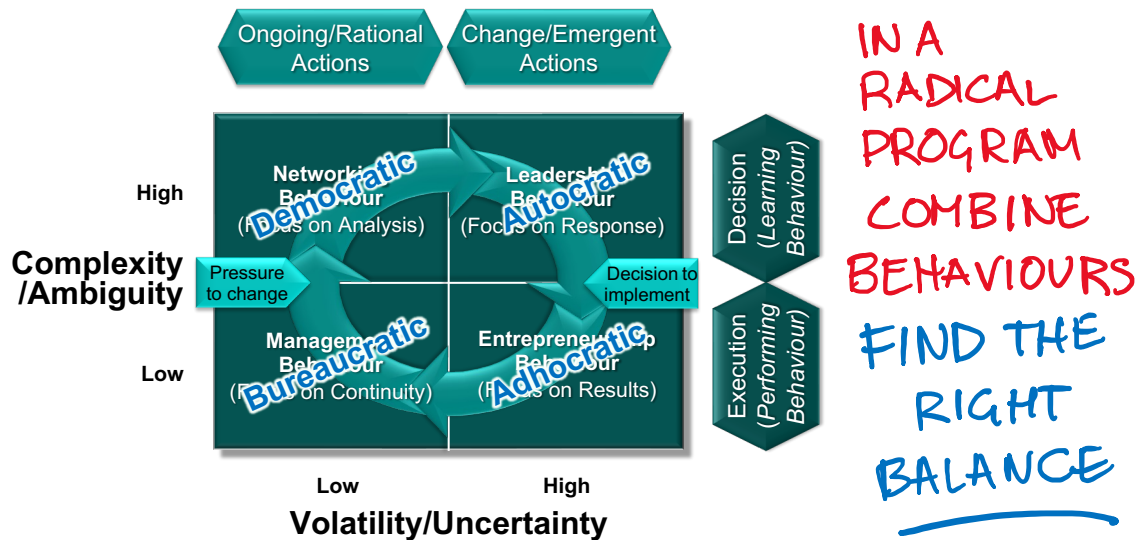 Ongoing/Rational
Actions
Change/Emergent
Actions
High
Low
Complexity
/Ambiguity
Pressure
to change
Democratic
(Focus on Analysis)
Autocratic
(Focus on Response)
Decision to
implement
Bureaucratic
on Continuity)
Adhocratic
on Results)
Decision
(Learning
Behaviour)
Execution
(Performing
Behaviour)
Low
High
Volatility/Uncertainty
IN A
RADICAL
PROGRAM
COMBINE
BEHAVIOURS
FIND THE
RIGHT
BALANCE